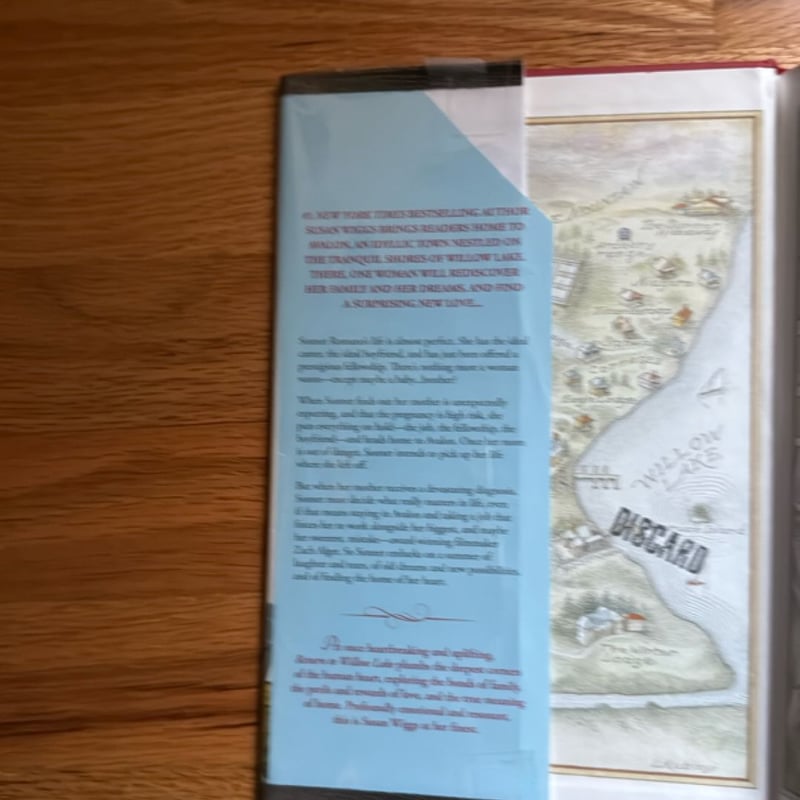 #1 NEW YORK TIMES BESTSELLING AUTHOR
SUSAN WIGGS BRINGS READERS HOME TO
AVALON, AN IDYLLIC TOWN NESTLED ON
THE TRANQUIL SHORES OF WILLOW LAKE.
THERE, ONE WOMAN WILL REDISCOVER
HER FAMILY AND HER DREAMS, AND FIND
A SURPRISING NEW LOVE...
Sonnet Romano's life is almost perfect. She has the ideal
career, the ideal boyfriend, and has just been offered a
prestigious fellowship. There's nothing more a woman
want—except maybe a baby...brother?
When Sonnet finds out her mother is unexpectedly
expecting, and that the pregnancy is high risk, she
puts everything on hold—the job, the fellowship, the
boyfriend—and heads home to Avalon. Once her mom
is out of danger, Sonnet intends to pick up her life
where she left off.
But when her mother receives a devastating diagnosis,
Sonnet must decide what really matters in life, even
if that means staying in Avalon and taking a job that
forces her to work alongside her biggest, and maybe
her sweetest, mistake—award-winning filmmaker
Zach Alger. So Sonnet embarks on a summer of
laughter and tears, of old dreams and new possibilities,
and of finding the home of her heart.
At once heartbreaking and uplifting,
Return to Willow Lake plumbs the deepest corners
of the human heart, exploring the bonds of family,
the perils and rewards of love, and the true meaning
of home. Profoundly emotional and resonant,
this is Susan Wiggs at her finest.
WILLOW
LAKE
DISCARD
The Winter
Lodge